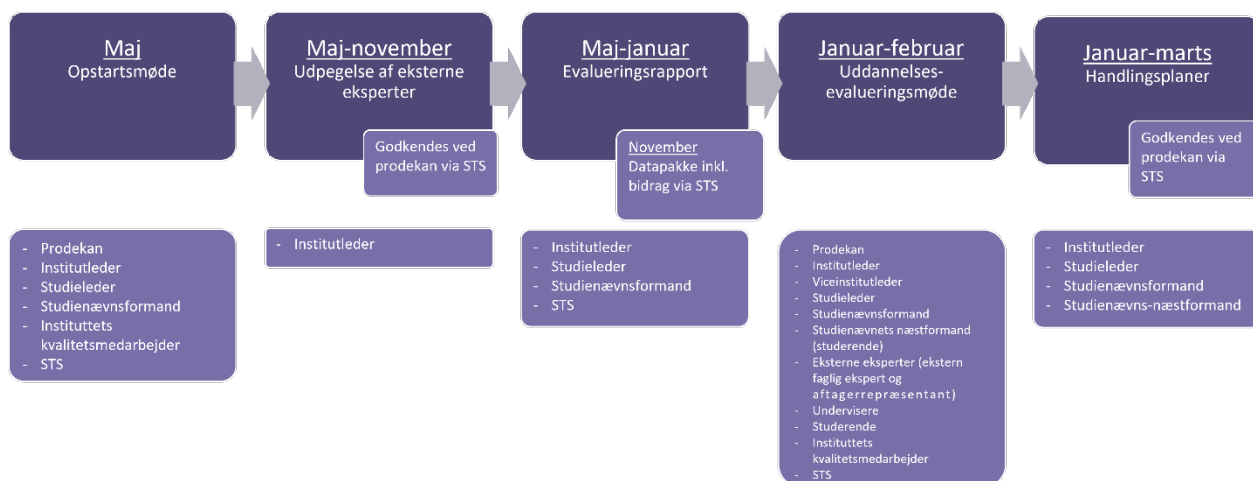 Maj
Opstartsmøde
Maj-november
Udpegelse af eksterne
eksperter
Godkendes ved
prodekan via STS
Maj-januar
Evalueringsrapport
November
Datapakke inkl.
bidrag via STS
Januar-februar
Uddannelses-
evalueringsmøde
Januar-marts
Handlingsplaner
Godkendes ved
prodekan via
STS
- Prodekan
- Institutleder
- Studieleder
- Studienævnsformand
- Instituttets
kvalitetsmedarbejder
- STS
- Institutleder
- Institutleder
- Studieleder
- Studienævnsformand
- STS
- Prodekan
- Institutleder
- Viceinstitutleder
- Studieleder
- Studienævnsformand
- Studienævnets næstformand
(studerende)
- Eksterne eksperter (ekstern
faglig ekspert og
aftagerrepræsentant)
- Undervisere
- Studerende
- Instituttets
kvalitetsmedarbejder
- STS
- Institutleder
- Studieleder
- Studienævnsformand
- Studienævns-næstformand